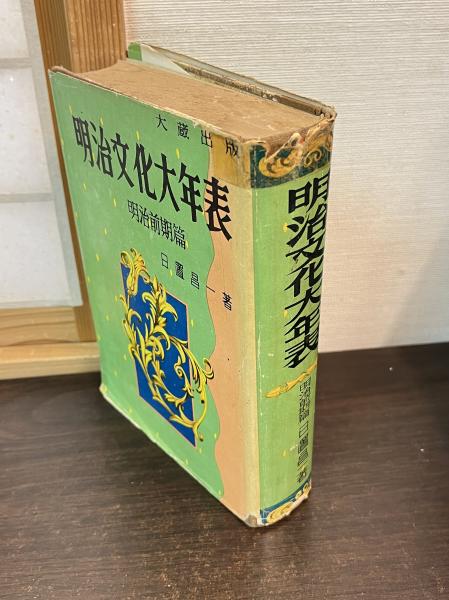 大蔵出版
明治文化大年表
明治前期篇
日置昌一著
明治文化大年表
明治前期篇 日置昌一著